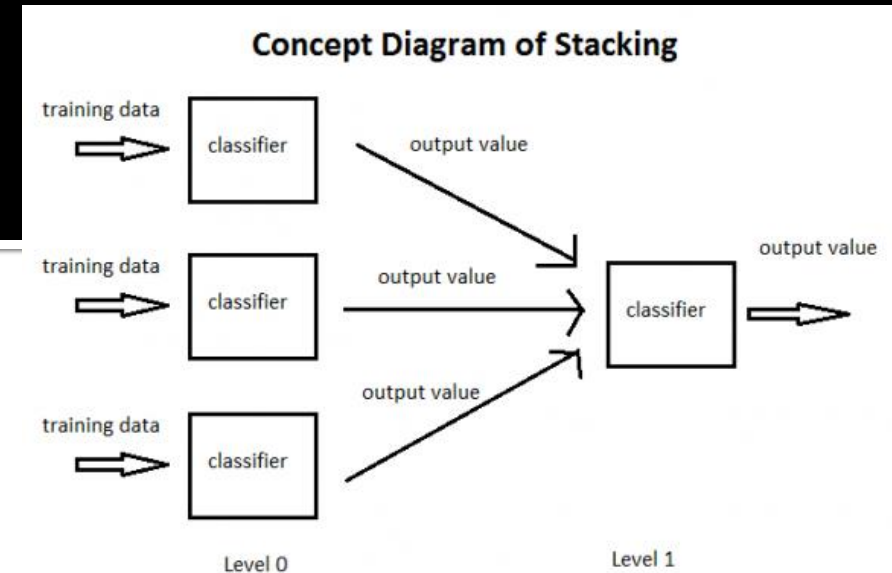 Concept Diagram of Stacking
training data
classifier
output value
training data
classifier
output value
classifier
output value
training data
classifier
output value
Level 0
Level 1